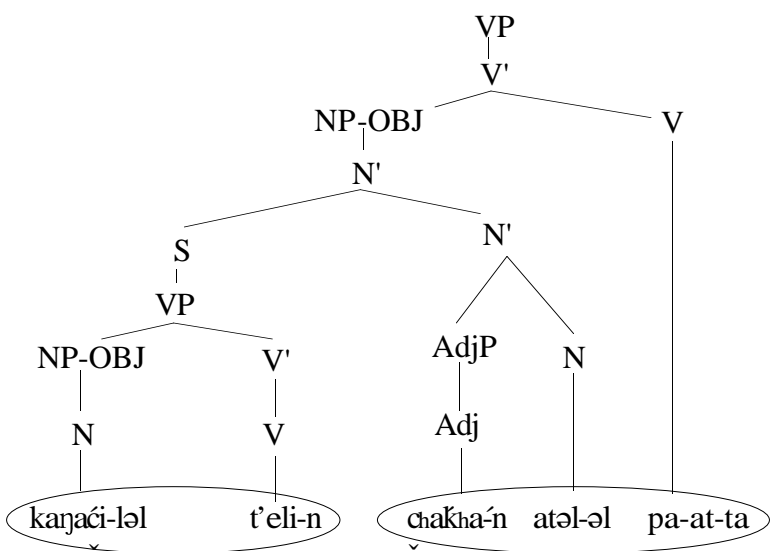 VP
V'
NP-OBJ V
N'
S N'
VP
NP-OBJ V' AdjP N
N V Adj
kaŋaći-ləl t’eli-n atəl-əl pa-at-ta